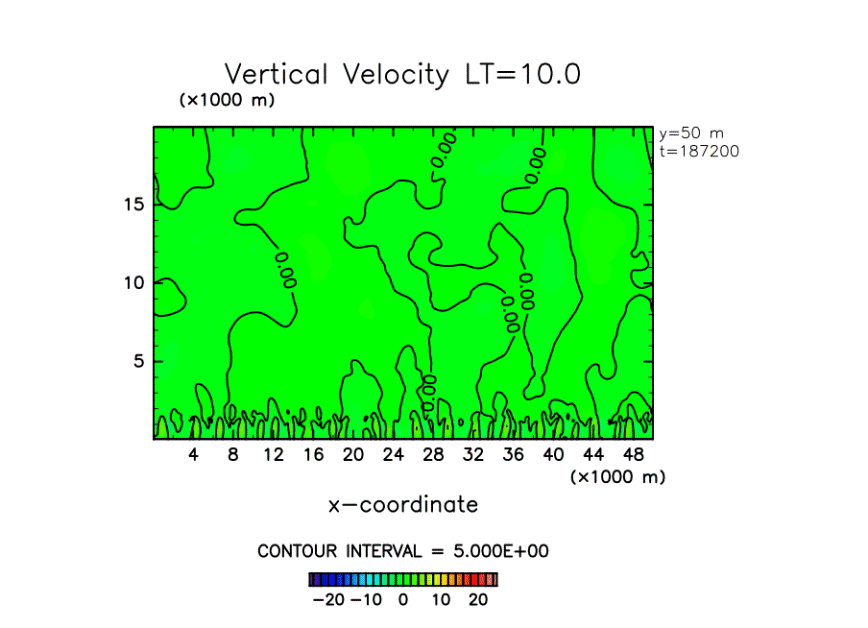 Vertical Velocity LT=10.0
(×1000 m)
y=50 m
t=187200
0.00
0.00
15
0.00
10
0.00
0.00
5
0.00
4 8 12 16 20 24 28 32 36 40 44 48
(×1000 m)
x-coordinate
CONTOUR INTERVAL = 5.000E+00
-20 -10 0 10 20